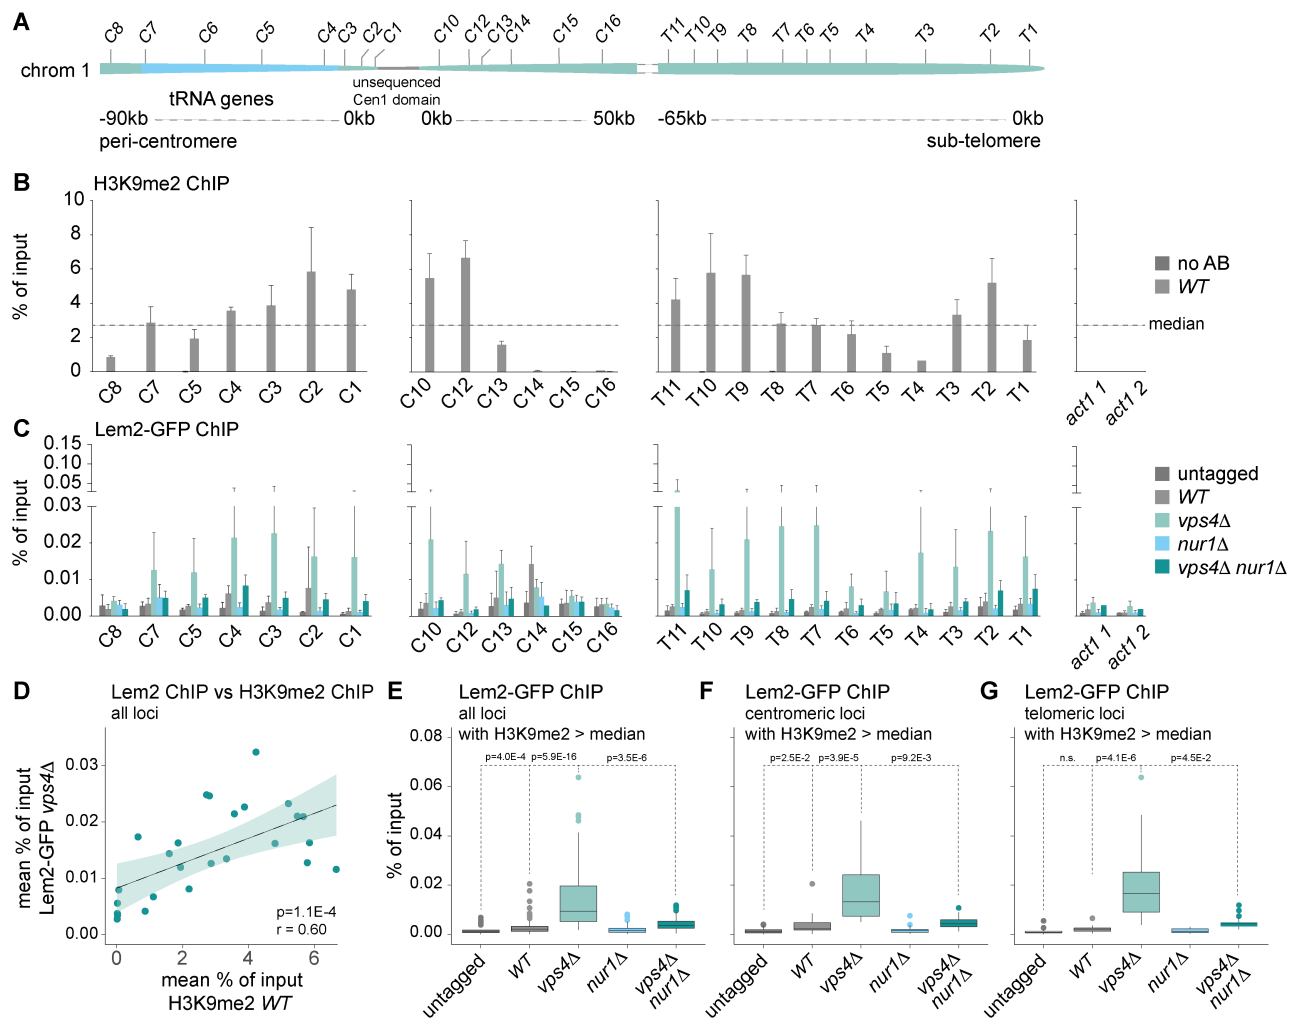 A
C8 C7 C6 C5 C4 C3 C2 C1 C10 C12 C13 C14 C15 C16 T11 T10 T9 T8 T7 T6 T5 T4 T3 T2 T1
chrom 1
unsequenced
Cen1 domain
tRNA genes
-90kb 0kb 0kb 50kb -65kb 0kb
peri-centromere sub-telomere
B H3K9me2 ChIP
% of input
10
8
6
4
2
0
no AB
WT
median
C8 C7 C5 C4 C3 C2 C1 C10 C12 C13 C14 C15 C16 T11 T10 T9 T8 T7 T6 T5 T4 T3 T2 T1 act1 1 act1 2
C Lem2-GFP ChIP
% of input
0.15
0.10
0.05
0.03
0.02
0.01
0.00
untagged
WT
vps4Δ
nur1Δ
vps4Δ nur1Δ
C8 C7 C5 C4 C3 C2 C1 C10 C12 C13 C14 C15 C16 T11 T10 T9 T8 T7 T6 T5 T4 T3 T2 T1 act1 1 act1 2
D Lem2 ChIP vs H3K9me2 ChIP
all loci
mean % of input
Lem2-GFP vps4Δ
0.03
0.02
0.01
0.00
p=1.1E-4
r = 0.60
0 2 4 6
mean % of input
H3K9me2 WT
E Lem2-GFP ChIP
all loci
with H3K9me2 > median
% of input
0.08
0.06
0.04
0.02
0.00
p=4.0E-4 p=5.9E-16 p=3.5E-6
untagged WT vps4Δ nur1Δ vps4Δ nur1Δ
F Lem2-GFP ChIP
centromeric loci
with H3K9me2 > median
p=2.5E-2 p=3.9E-5 p=9.2E-3
untagged WT vps4Δ nur1Δ vps4Δ nur1Δ
G Lem2-GFP ChIP
telomeric loci
with H3K9me2 > median
n.s. p=4.1E-6 p=4.5E-2
untagged WT vps4Δ nur1Δ vps4Δ nur1Δ